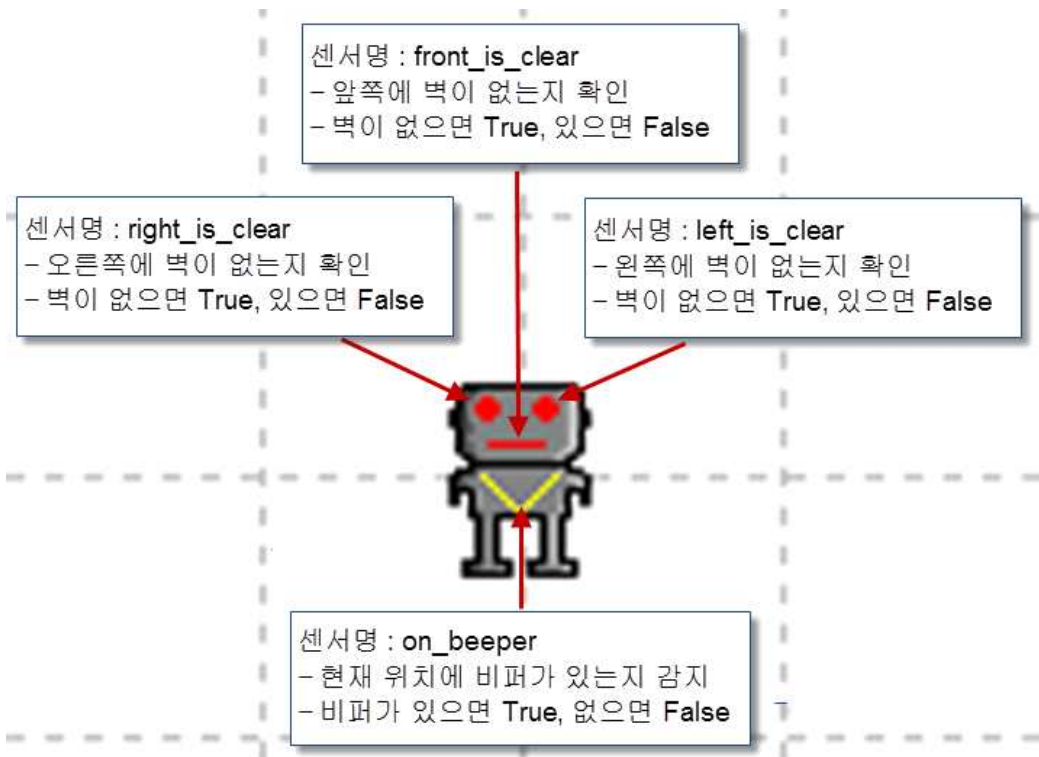 센서명 : front_is_clear
– 앞쪽에 벽이 없는지 확인
– 벽이 없으면 True, 있으면 False
센서명 : right_is_clear
– 오른쪽에 벽이 없는지 확인
– 벽이 없으면 True, 있으면 False
센서명 : left_is_clear
– 왼쪽에 벽이 없는지 확인
– 벽이 없으면 True, 있으면 False
센서명 : on_beeper
– 현재 위치에 비퍼가 있는지 감지
– 비퍼가 있으면 True, 없으면 False